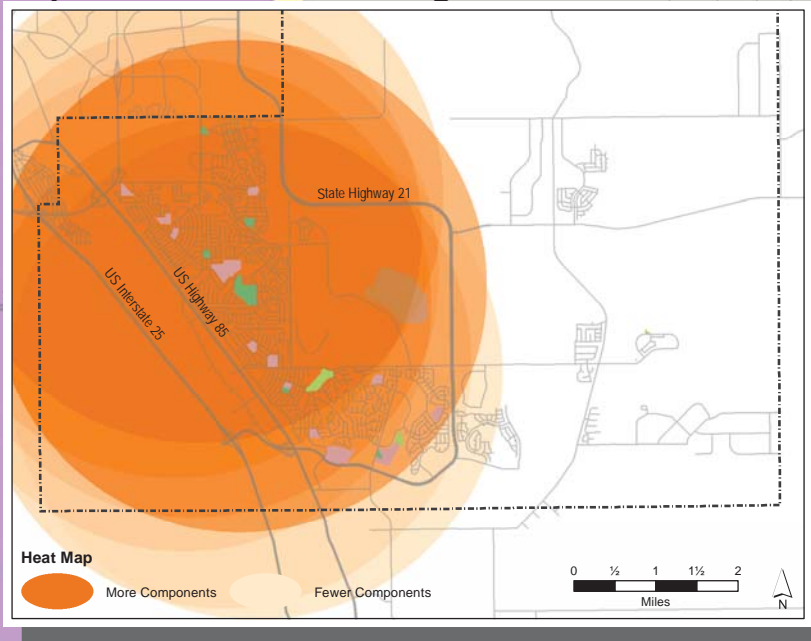 State Highway 21
US Interstate 25
US Highway 85
Heat Map
More Components
Fewer Components
0 ½ 1 1½ 2
Miles
N